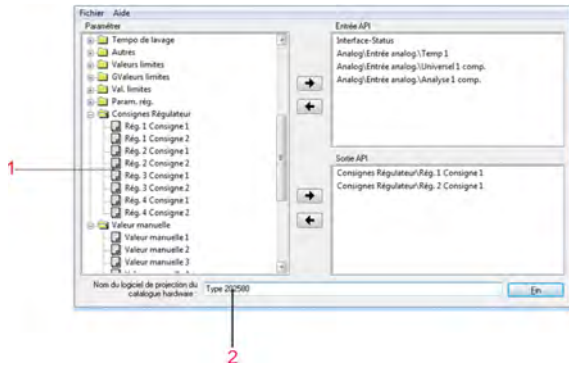 Fichier Aide
Paramètrer
Entrée API
Tempo de lavage
Autres
Valeurs limites
GValeurs limites
Val. limites
Param. rég.
Consignes Régulateur
Rég. 1 Consigne 1
Rég. 1 Consigne 2
Rég. 2 Consigne 1
Rég. 2 Consigne 2
Rég. 3 Consigne 1
Rég. 3 Consigne 2
Rég. 4 Consigne 1
Rég. 4 Consigne 2
Valeur manuelle
Valeur manuelle 1
Valeur manuelle 2
Valeur manuelle 3
Interface-Status
Analog\Entrée analog.\Temp 1
Analog\Entrée analog.\Universel 1 comp.
Analog\Entrée analog.\Analyse 1 comp.
Sortie API
Consignes Régulateur\Rég. 1 Consigne 1
Consignes Régulateur\Rég. 2 Consigne 1
Nom du logiciel de projection du
catalogue hardware
Type 202580
Fin
1
2